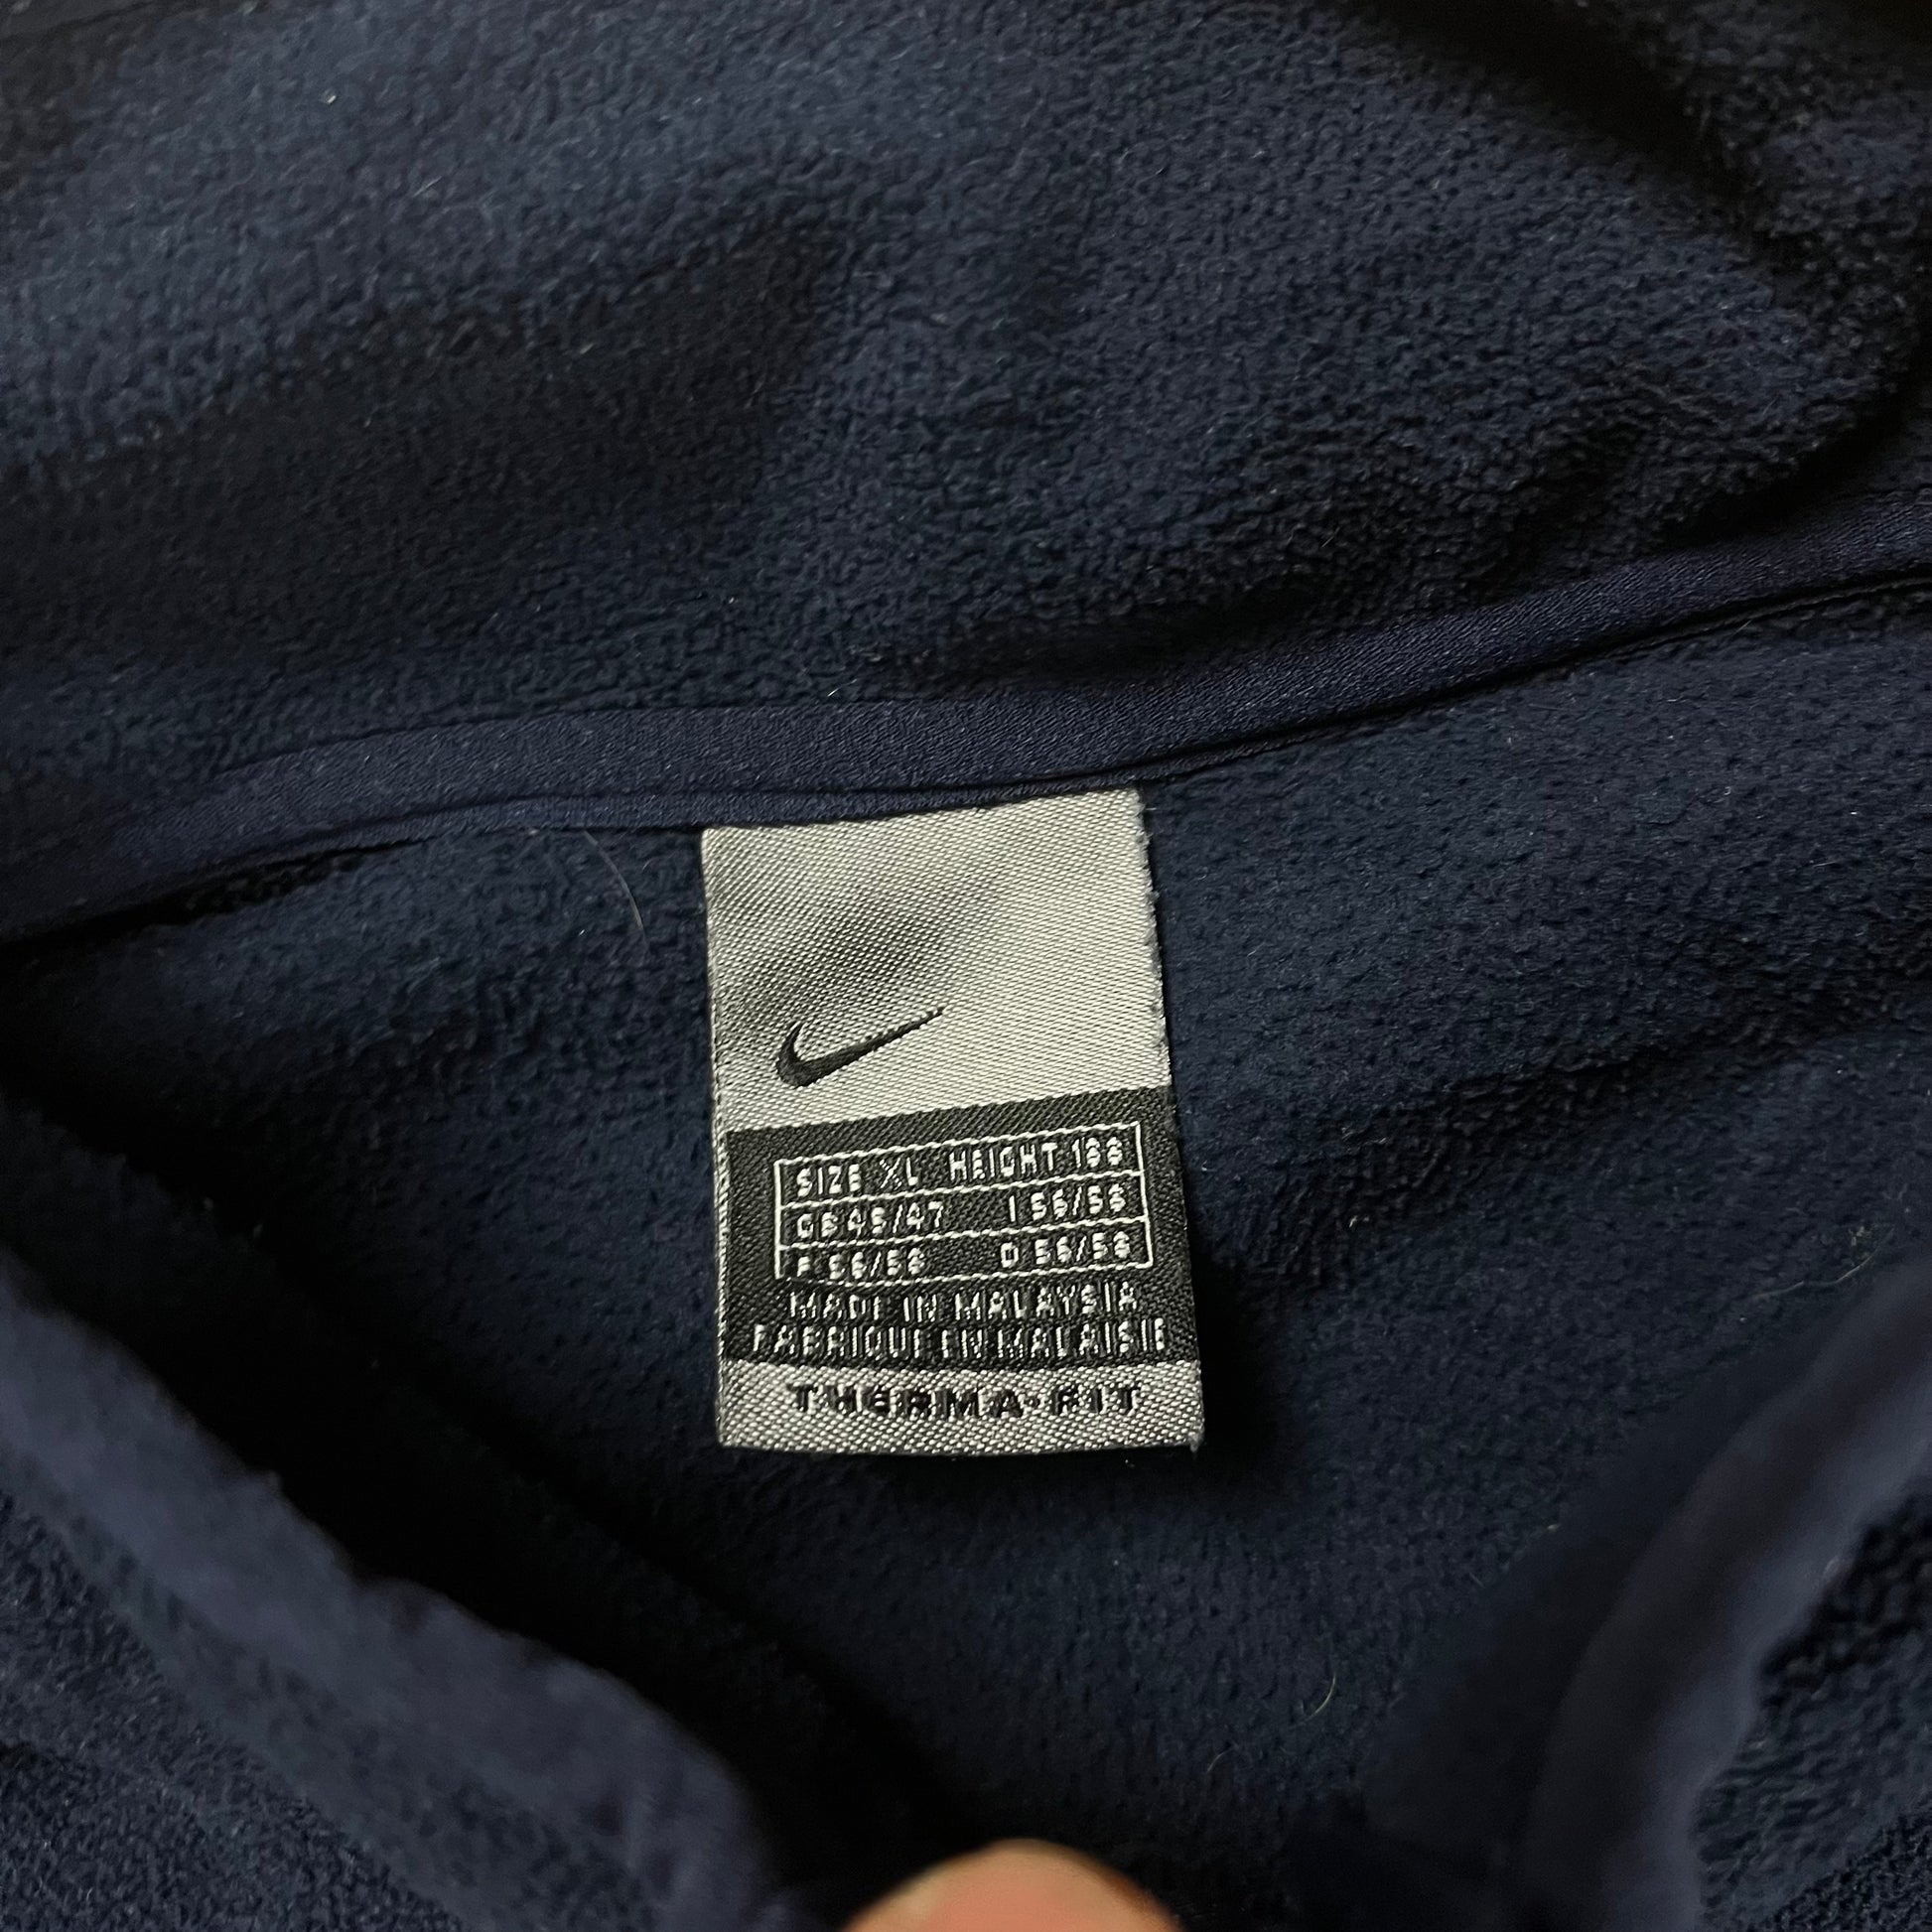 SIZE XL HEIGHT 188
GB 45/47 I 56/58
F 56/58 D 56/58
MADE IN MALAYSIA
FABRIQUE EN MALAISIE
THERMA·FIT